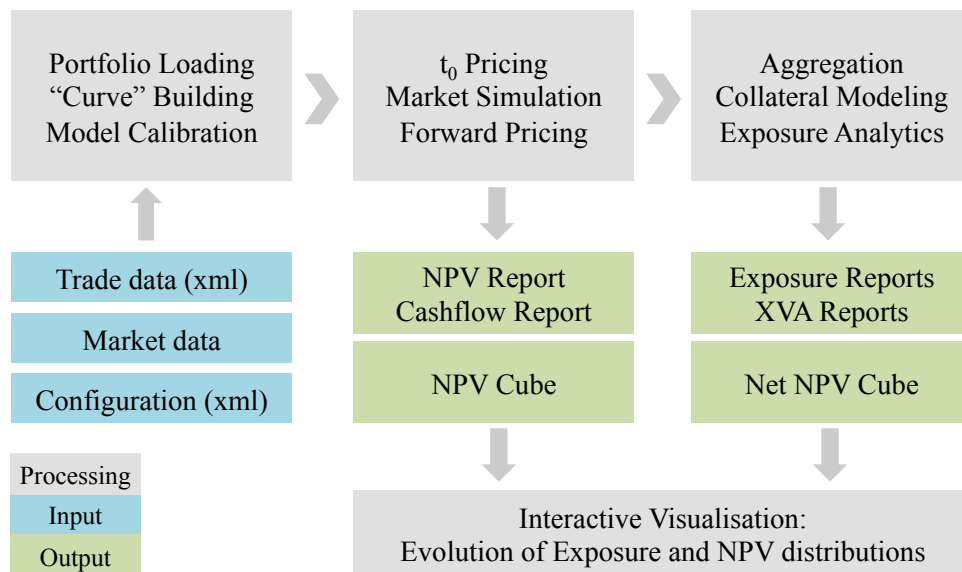 Portfolio Loading
“Curve” Building
Model Calibration
t₀ Pricing
Market Simulation
Forward Pricing
Aggregation
Collateral Modeling
Exposure Analytics
Trade data (xml)
Market data
Configuration (xml)
NPV Report
Cashflow Report
NPV Cube
Exposure Reports
XVA Reports
Net NPV Cube
Processing
Input
Output
Interactive Visualisation:
Evolution of Exposure and NPV distributions